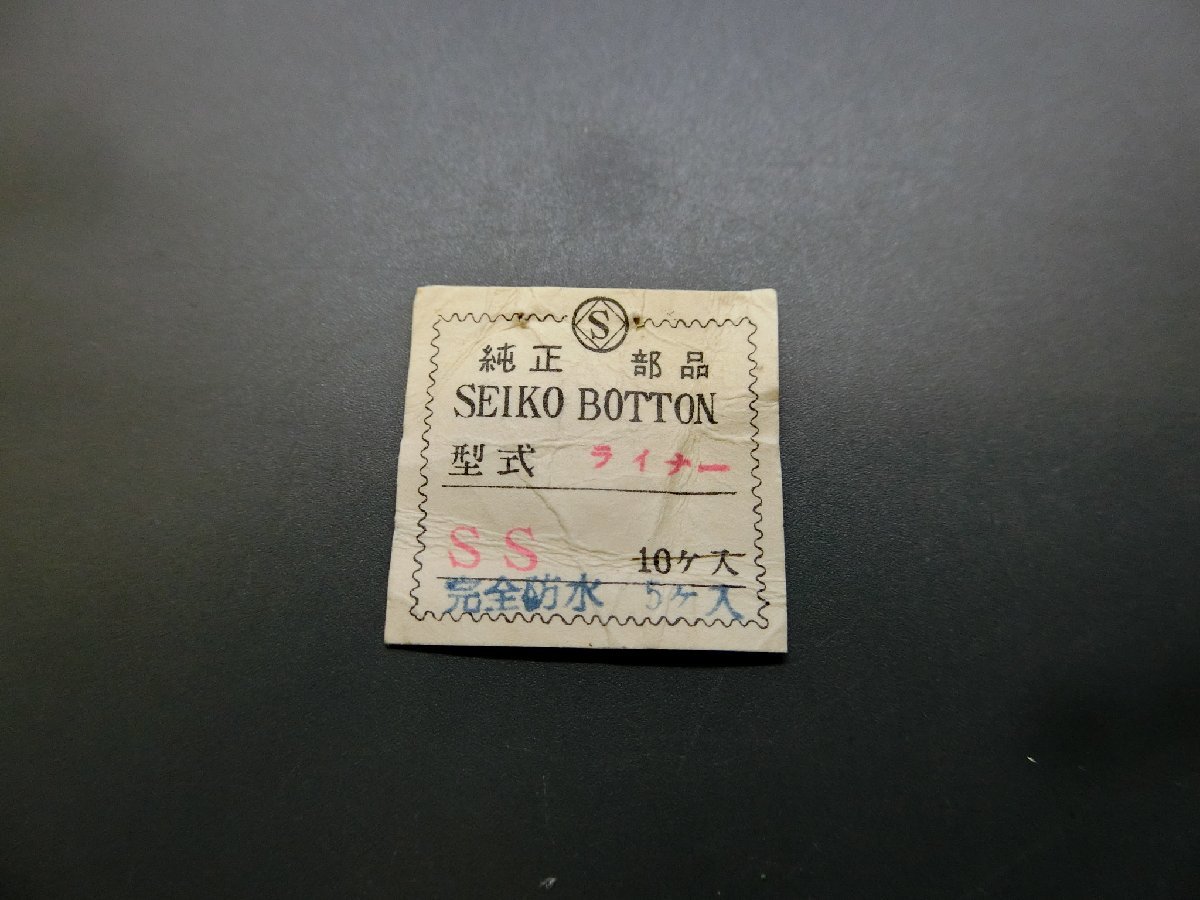 S
純正 部品
SEIKO BOTTON
型式 ライナー
SS 10ケ入
完全防水 5ケ入